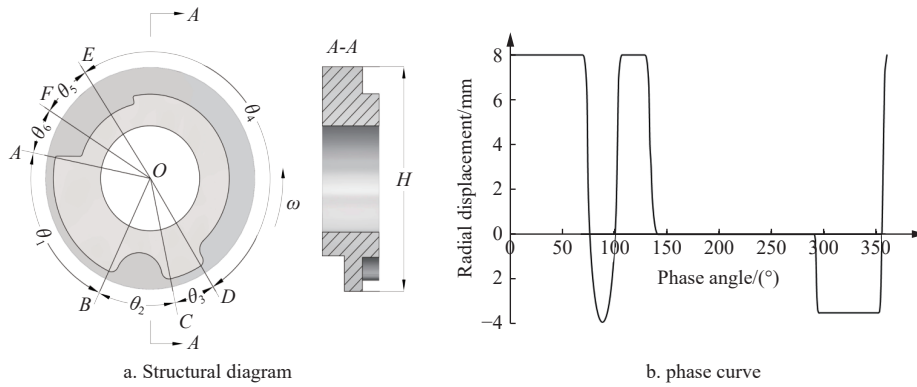 A
A-A
E
F
θ5
θ6
θ4
A
O
H
ω
θ1
B
θ2
C
θ3
D
A
a. Structural diagram
Radial displacement/mm
8
6
4
2
0
2
−4
0
50
100
150
200
250
300
350
Phase angle/(°)
b. phase curve